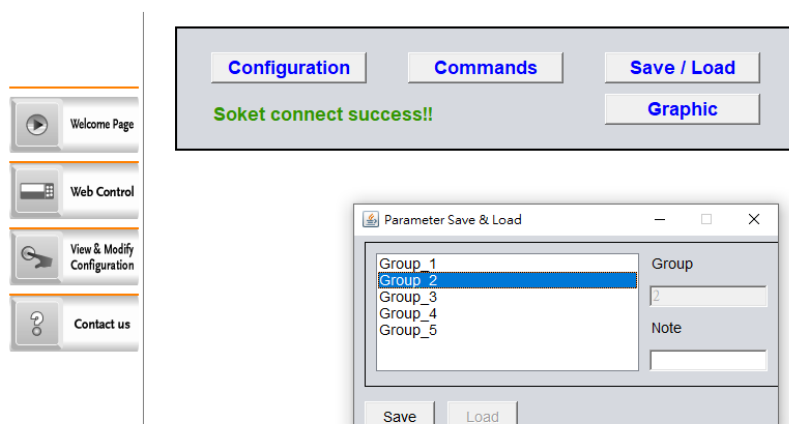 Configuration
Commands
Save / Load
Soket connect success!!
Graphic
Welcome Page
Web Control
View & Modify
Configuration
Contact us
Parameter Save & Load
Group_1
Group_2
Group_3
Group_4
Group_5
Group
2
Note
Save
Load